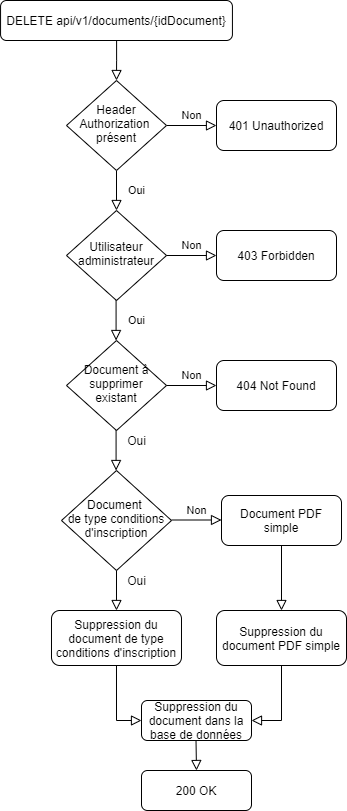 DELETE api/v1/documents/{idDocument}
Header
Authorization
présent
Non
401 Unauthorized
Oui
Utilisateur
administrateur
Non
403 Forbidden
Oui
Document à
supprimer
existant
Non
404 Not Found
Oui
Document
de type conditions
d'inscription
Non
Document PDF
simple
Oui
Suppression du
document de type
conditions d'inscription
Suppression du
document PDF simple
Suppression du
document dans la
base de données
200 OK